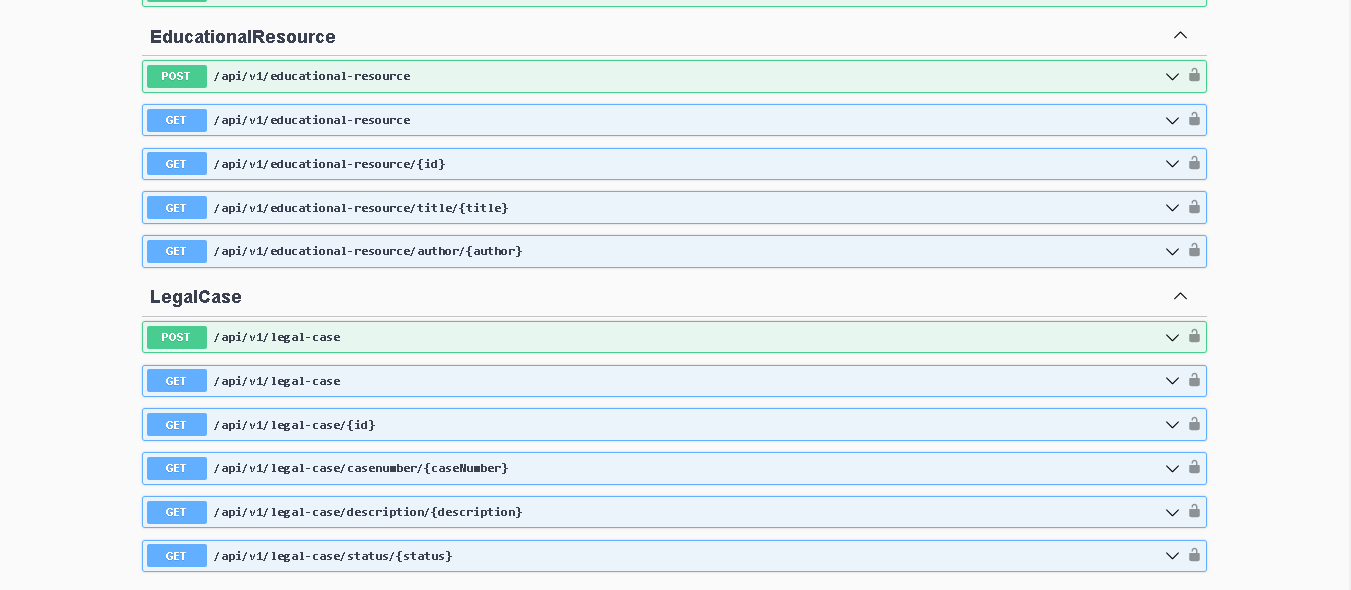 EducationalResource
POST /api/v1/educational-resource
GET /api/v1/educational-resource
GET /api/v1/educational-resource/{id}
GET /api/v1/educational-resource/title/{title}
GET /api/v1/educational-resource/author/{author}
LegalCase
POST /api/v1/legal-case
GET /api/v1/legal-case
GET /api/v1/legal-case/{id}
GET /api/v1/legal-case/casenumber/{caseNumber}
GET /api/v1/legal-case/description/{description}
GET /api/v1/legal-case/status/{status}